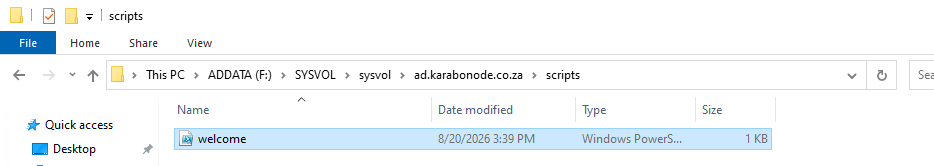 scripts
File Home Share View
This PC > ADDATA (F:) > SYSVOL > sysvol > ad.karabonode.co.za > scripts Sea
Name Date modified Type Size
Quick access
welcome 8/20/2026 3:39 PM Windows PowerS... 1 KB
Desktop